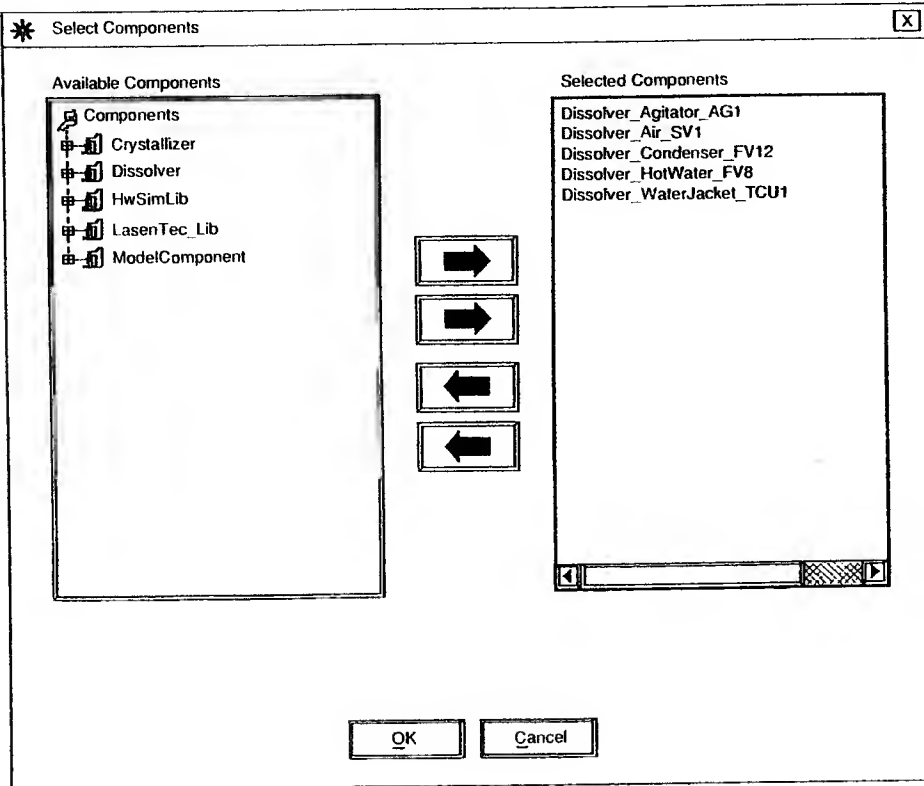 Select Components
X
Available Components
Components
Crystallizer
Dissolver
HwSimLib
LasenTec_Lib
ModelComponent
Selected Components
Dissolver_Agitator_AG1
Dissolver_Air_SV1
Dissolver_Condenser_FV12
Dissolver_HotWater_FV8
Dissolver_WaterJacket_TCU1
OK
Cancel